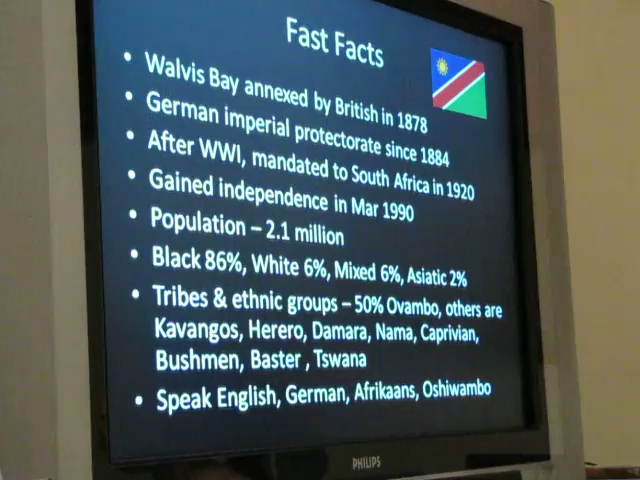 Fast Facts
• Walvis Bay annexed by British in 1878
• German imperial protectorate since 1884
• After WWI, mandated to South Africa in 1920
• Gained independence in Mar 1990
• Population – 2.1 million
• Black 86%, White 6%, Mixed 6%, Asiatic 2%
• Tribes & ethnic groups – 50% Ovambo, others are
Kavangos, Herero, Damara, Nama, Caprivian,
Bushmen, Baster , Tswana
• Speak English, German, Afrikaans, Oshiwambo
PHILIPS